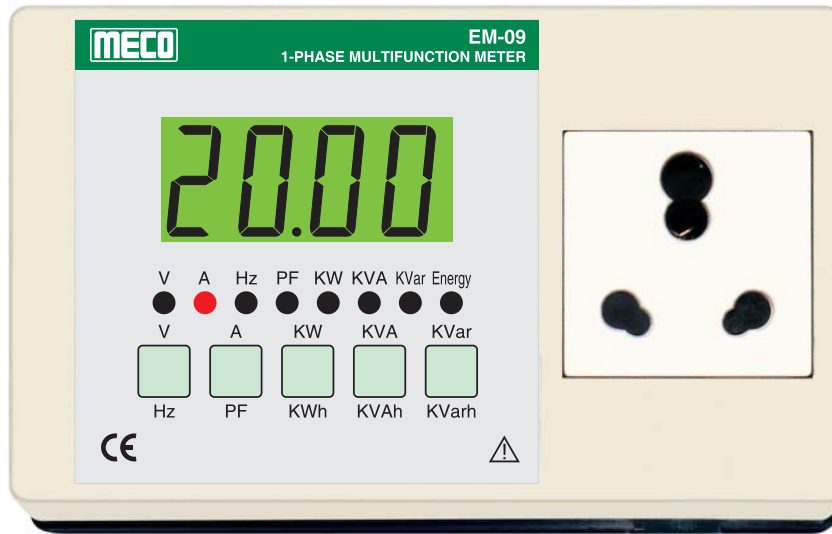 MECO
EM-09
1-PHASE MULTIFUNCTION METER
20.00
V A Hz PF KW KVA KVar Energy
V A KW KVA KVar
Hz PF KWh KVAh KVarh
CE